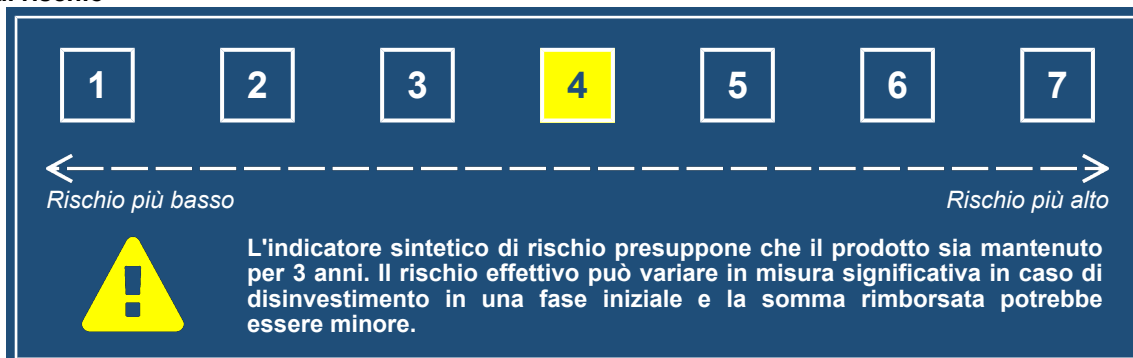 1 2 3 4 5 6 7
Rischio più basso Rischio più alto
L'indicatore sintetico di rischio presuppone che il prodotto sia mantenuto
per 3 anni. Il rischio effettivo può variare in misura significativa in caso di
disinvestimento in una fase iniziale e la somma rimborsata potrebbe
essere minore.